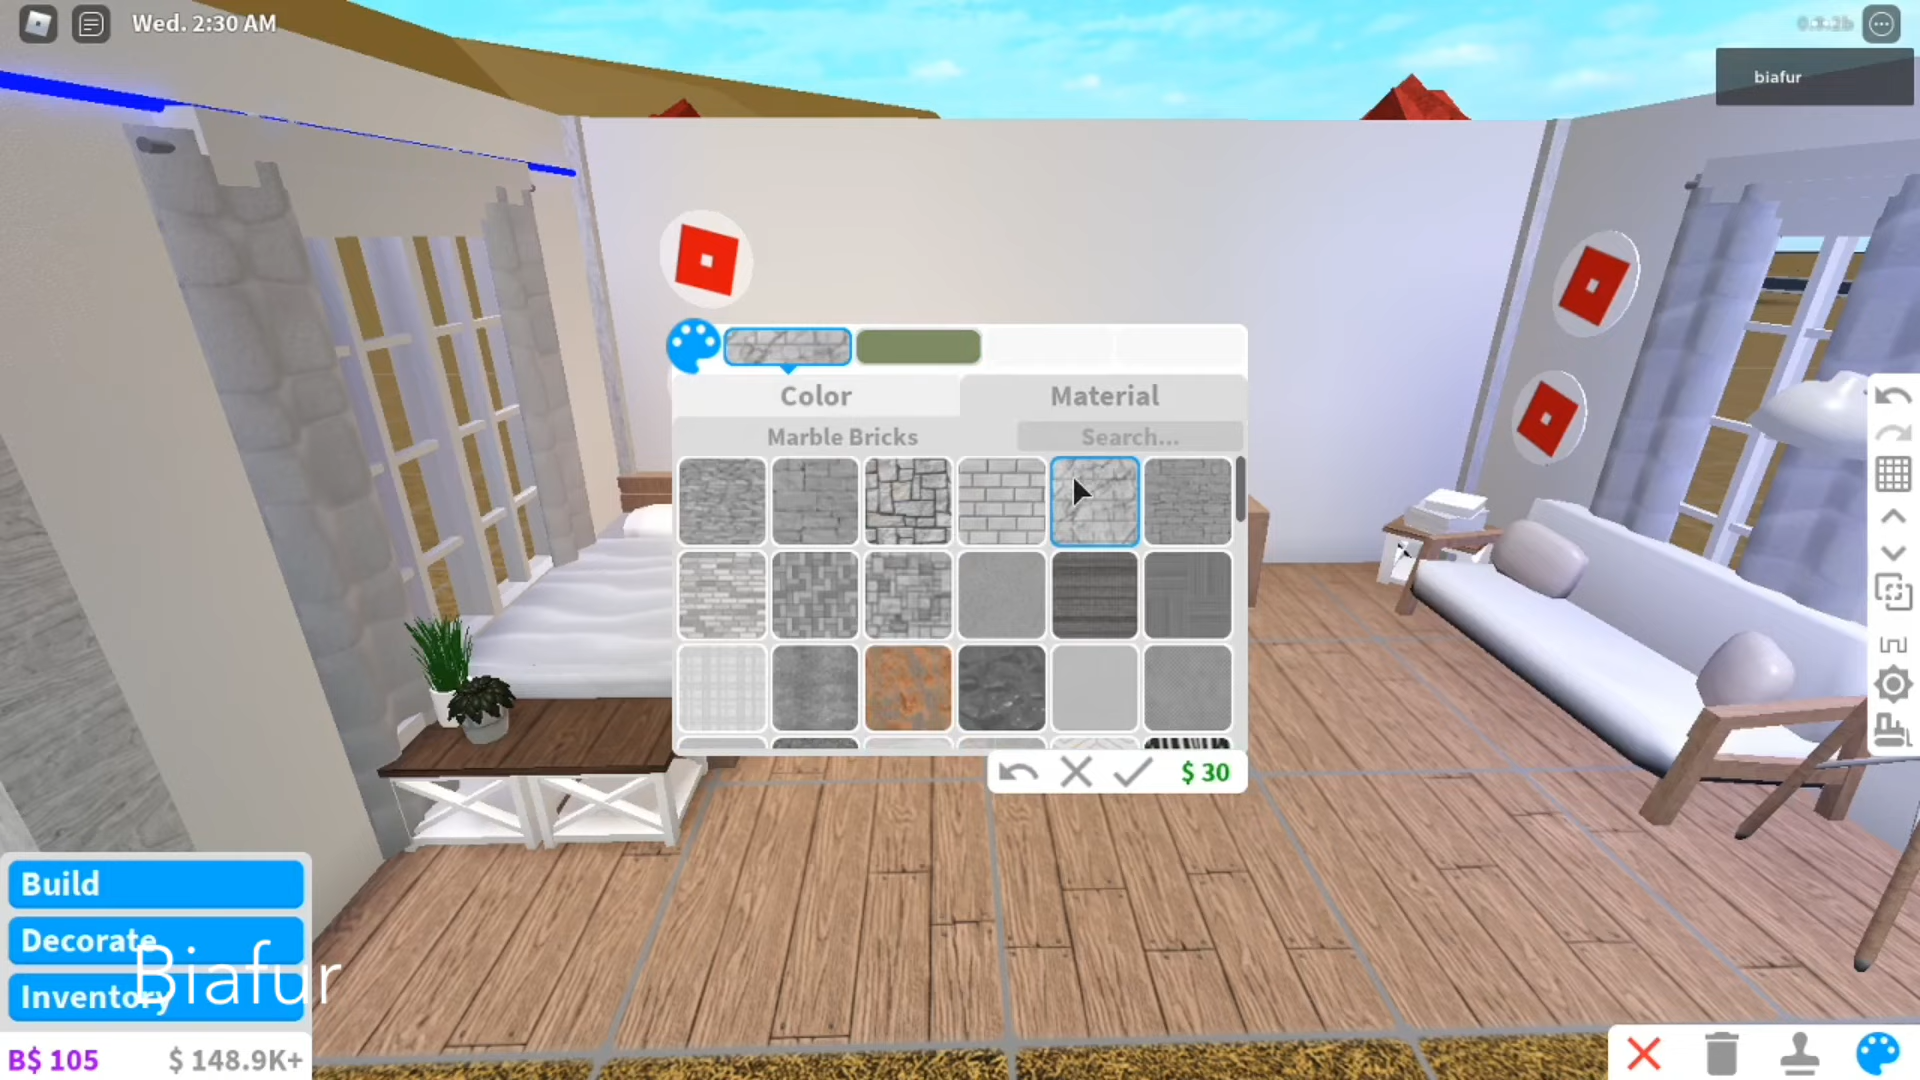 Wed. 2:30 AM
biafur
Color
Material
Marble Bricks
Search...
$ 30
Build
Decorate
Biafur
Inventory
B$ 105
$ 148.9K+